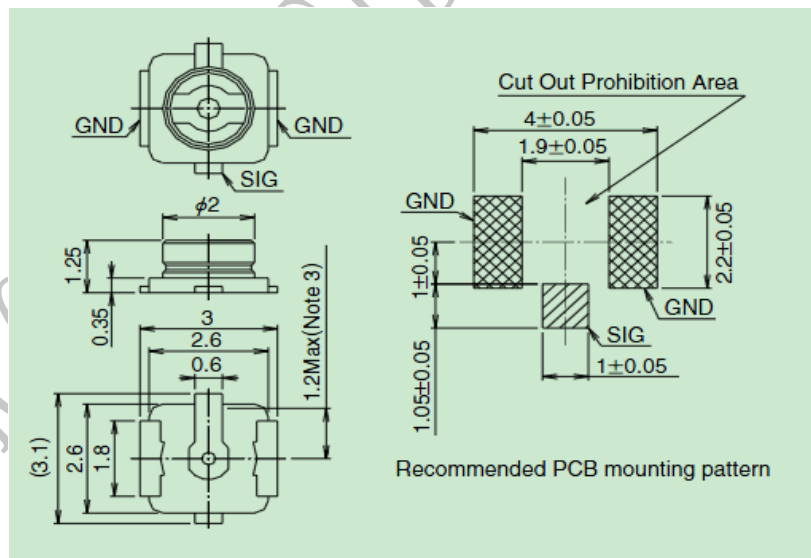 GND
GND
SIG
ϕ2
1.25
0.35
3
2.6
0.6
1.2Max(Note 3)
(3.1)
2.6
1.8
Cut Out Prohibition Area
4±0.05
1.9±0.05
GND
1±0.05
2.2±0.05
GND
SIG
1.05±0.05
1±0.05
Recommended PCB mounting pattern